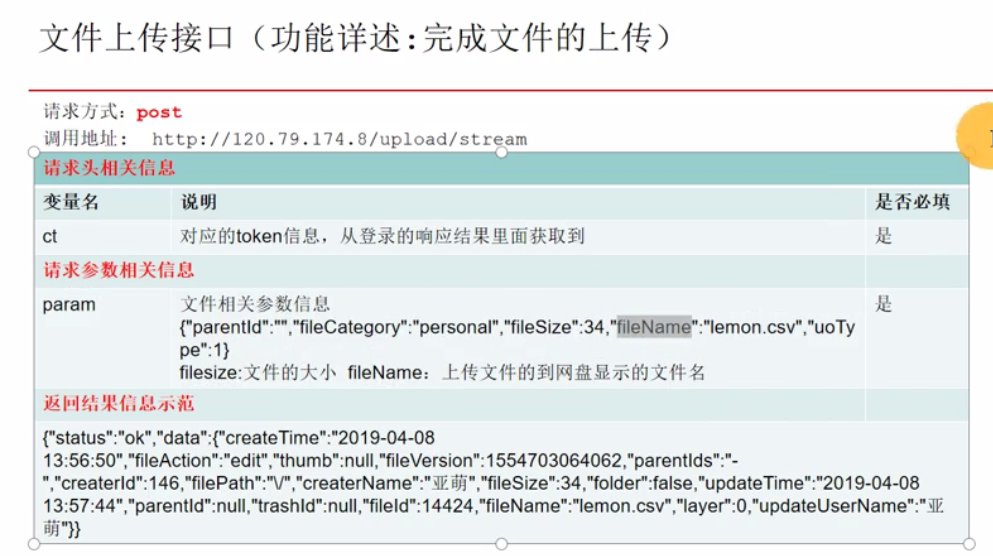 文件上传接口（功能详述:完成文件的上传）
请求方式：post
调用地址： http://120.79.174.8/upload/stream
请求头相关信息
变量名 说明 是否必填
ct 对应的token信息，从登录的响应结果里面获取到 是
请求参数相关信息
param 文件相关参数信息 是
{"parentId":"","fileCategory":"personal","fileSize":34,"fileName":"lemon.csv","uoTy
pe":1}
filesize:文件的大小 fileName：上传文件的到网盘显示的文件名
返回结果信息示范
{"status":"ok","data":{"createTime":"2019-04-08
13:56:50","fileAction":"edit","thumb":null,"fileVersion":1554703064062,"parentIds":"-
","createrId":146,"filePath":"\/","createrName":"亚萌","fileSize":34,"folder":false,"updateTime":"2019-04-08
13:57:44","parentId":null,"trashId":null,"fileId":14424,"fileName":"lemon.csv","layer":0,"updateUserName":"亚
萌"}}